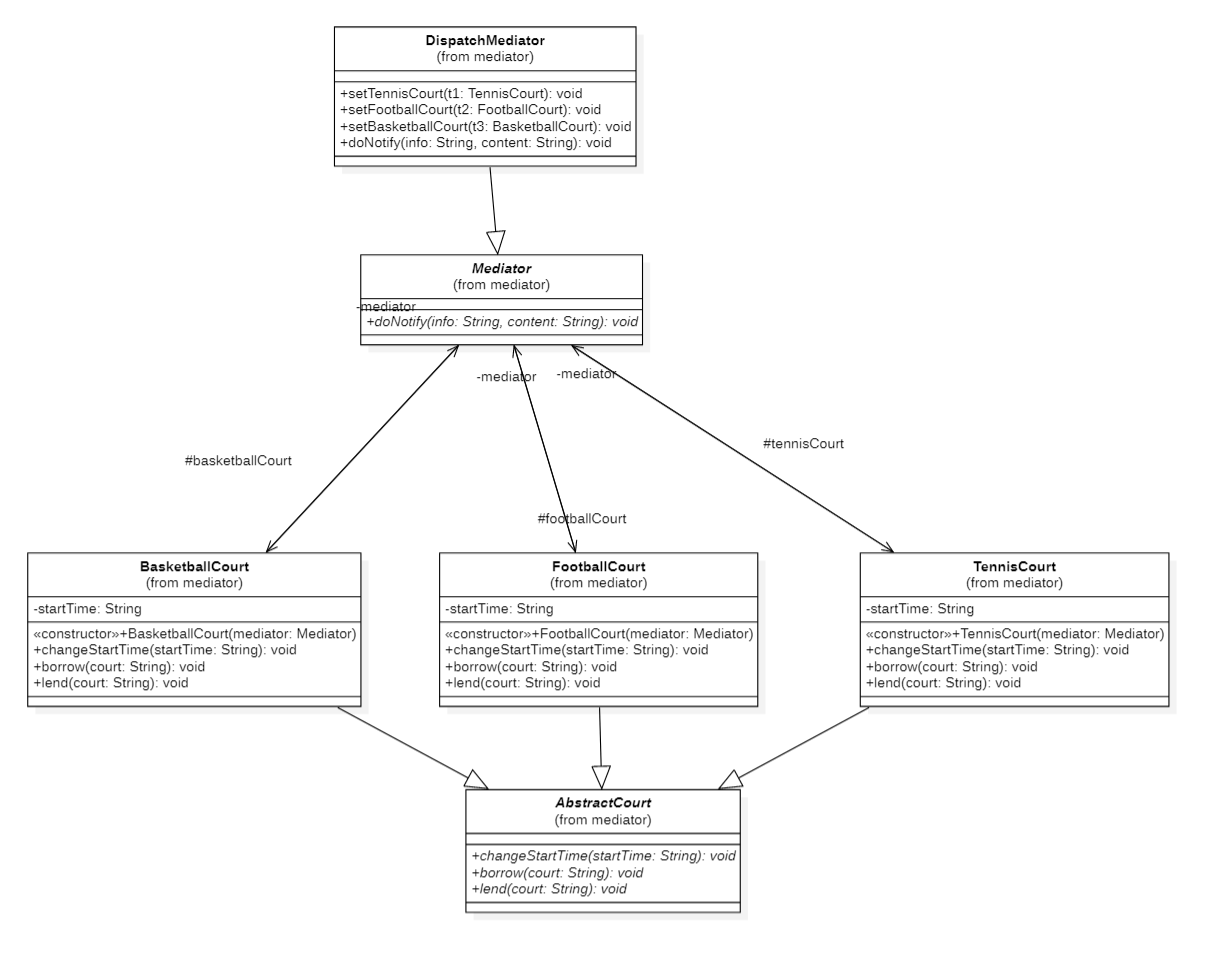 DispatchMediator
(from mediator)
+setTennisCourt(t1: TennisCourt): void
+setFootballCourt(t2: FootballCourt): void
+setBasketballCourt(t3: BasketballCourt): void
+doNotify(info: String, content: String): void
Mediator
(from mediator)
-mediator
+doNotify(info: String, content: String): void
-mediator
-mediator
#tennisCourt
#basketballCourt
#footballCourt
BasketballCourt
(from mediator)
-startTime: String
«constructor»+BasketballCourt(mediator: Mediator)
+changeStartTime(startTime: String): void
+borrow(court: String): void
+lend(court: String): void
FootballCourt
(from mediator)
-startTime: String
«constructor»+FootballCourt(mediator: Mediator)
+changeStartTime(startTime: String): void
+borrow(court: String): void
+lend(court: String): void
TennisCourt
(from mediator)
-startTime: String
«constructor»+TennisCourt(mediator: Mediator)
+changeStartTime(startTime: String): void
+borrow(court: String): void
+lend(court: String): void
AbstractCourt
(from mediator)
+changeStartTime(startTime: String): void
+borrow(court: String): void
+lend(court: String): void